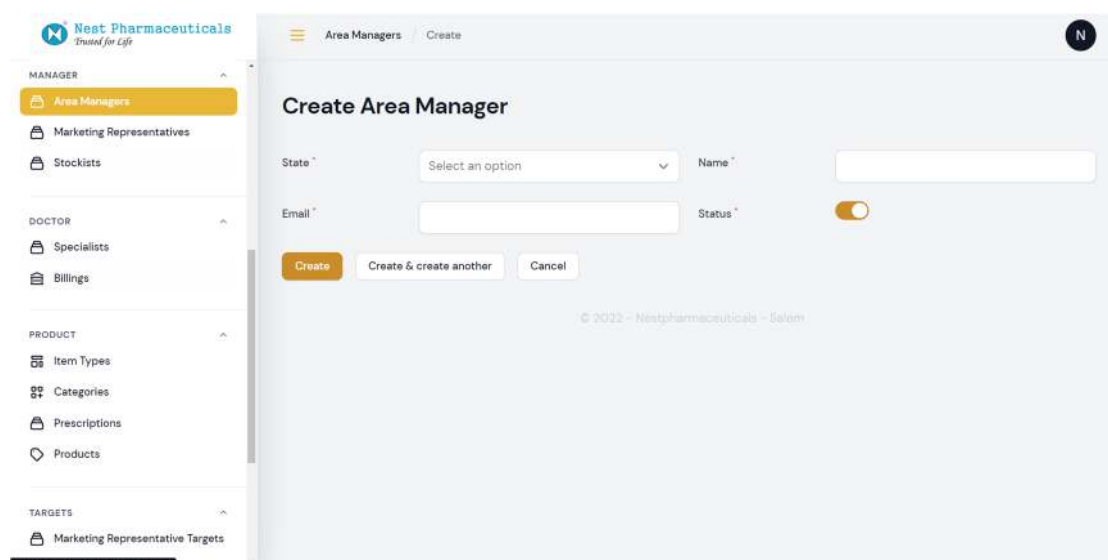 Nest Pharmaceuticals
Trusted for Life
Area Managers / Create
N
MANAGER
Area Managers
Marketing Representatives
Stockists
DOCTOR
Specialists
Billings
PRODUCT
Item Types
Categories
Prescriptions
Products
TARGETS
Marketing Representative Targets
Create Area Manager
State * Select an option Name *
Email * Status *
Create Create & create another Cancel
© 2022 - Nestpharmaceuticals - Salem